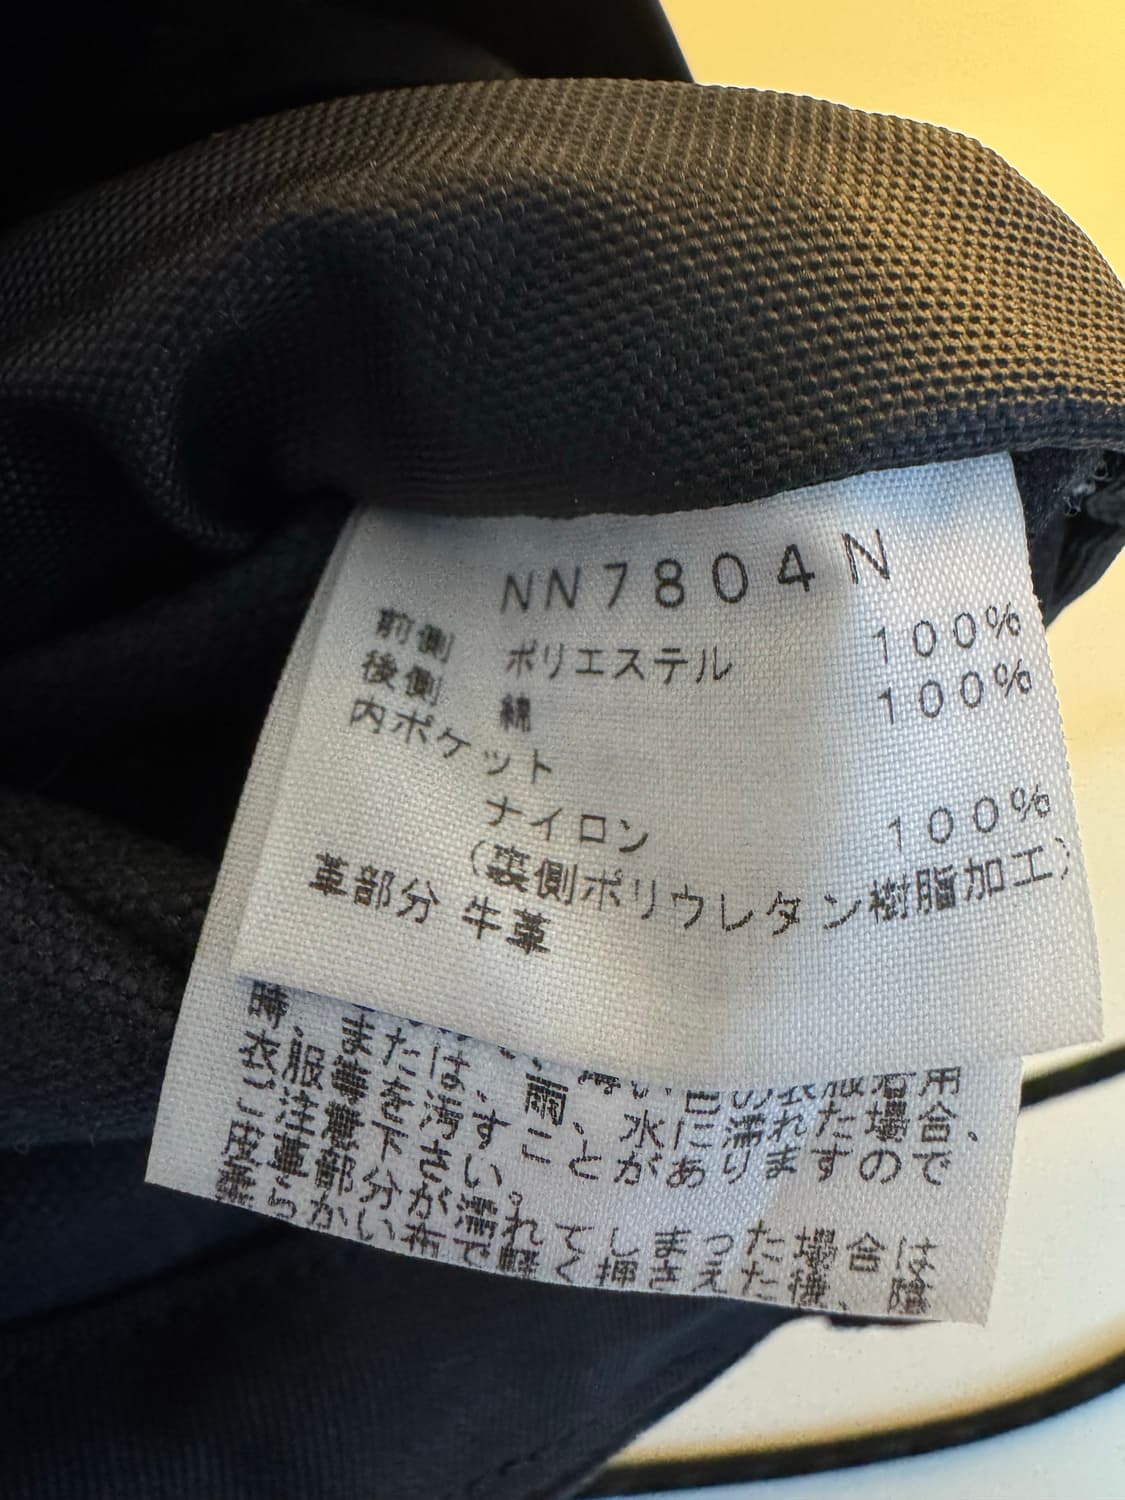 NN7804N
前側 ポリエステル 100%
後側 綿 100%
内ポケット
ナイロン 100%
(裏側ポリウレタン樹脂加工)
革部分 牛革
時、または、雨、水に濡れた場合、
衣服等を汚すことがありますので
ご注意下さい。
皮革部分が濡れてしまった場合は
柔らかい布で軽く押さえた後、陰